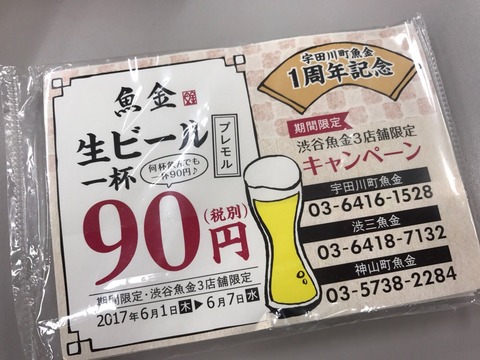 魚金
生ビール
一杯
プレモル
何杯飲んでも
一杯90円♪
90円
(税別)
期間限定・渋谷魚金3店舗限定
2017年6月1日木▶6月7日水
宇田川町魚金
1周年記念
期間限定
渋谷魚金3店舗限定
キャンペーン
宇田川町魚金
03-6416-1528
渋三魚金
03-6418-7132
神山町魚金
03-5738-2284